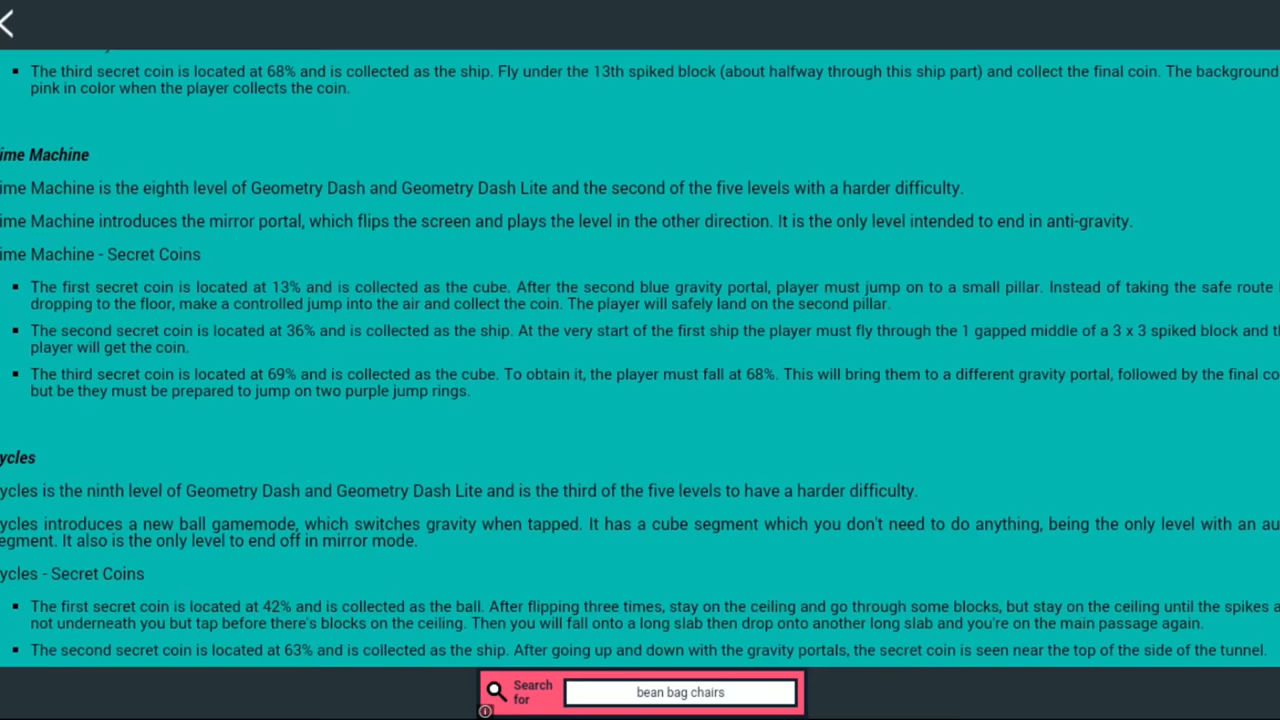 The third secret coin is located at 68% and is collected as the ship. Fly under the 13th spiked block (about halfway through this ship part) and collect the final coin. The background
pink in color when the player collects the coin.
ime Machine
ime Machine is the eighth level of Geometry Dash and Geometry Dash Lite and the second of the five levels with a harder difficulty.
ime Machine introduces the mirror portal, which flips the screen and plays the level in the other direction. It is the only level intended to end in anti-gravity.
ime Machine - Secret Coins
The first secret coin is located at 13% and is collected as the cube. After the second blue gravity portal, player must jump on to a small pillar. Instead of taking the safe route
dropping to the floor, make a controlled jump into the air and collect the coin. The player will safely land on the second pillar.
The second secret coin is located at 36% and is collected as the ship. At the very start of the first ship the player must fly through the 1 gapped middle of a 3 x 3 spiked block and th
player will get the coin.
The third secret coin is located at 69% and is collected as the cube. To obtain it, the player must fall at 68%. This will bring them to a different gravity portal, followed by the final co
but be they must be prepared to jump on two purple jump rings.
ycles
ycles is the ninth level of Geometry Dash and Geometry Dash Lite and is the third of the five levels to have a harder difficulty.
ycles introduces a new ball gamemode, which switches gravity when tapped. It has a cube segment which you don't need to do anything, being the only level with an au
egment. It also is the only level to end off in mirror mode.
ycles - Secret Coins
The first secret coin is located at 42% and is collected as the ball. After flipping three times, stay on the ceiling and go through some blocks, but stay on the ceiling until the spikes a
not underneath you but tap before there's blocks on the ceiling. Then you will fall onto a long slab then drop onto another long slab and you're on the main passage again.
The second secret coin is located at 63% and is collected as the ship. After going up and down with the gravity portals, the secret coin is seen near the top of the side of the tunnel.
Search
for
bean bag chairs